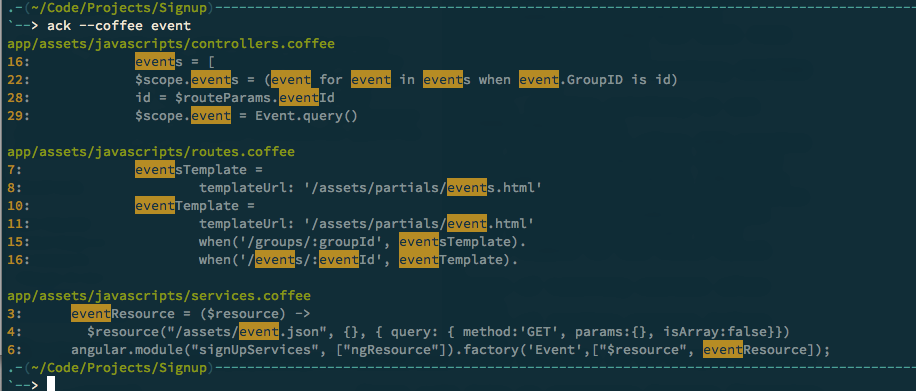 .-(~/Code/Projects/Signup)------------------------------------------------------------------------------------------
`--> ack --coffee event
app/assets/javascripts/controllers.coffee
16:             events = [
22:             $scope.events = (event for event in events when event.GroupID is id)
28:             id = $routeParams.eventId
29:             $scope.event = Event.query()

app/assets/javascripts/routes.coffee
7:              eventsTemplate =
8:                      templateUrl: '/assets/partials/events.html'
10:             eventTemplate =
11:                     templateUrl: '/assets/partials/event.html'
15:                     when('/groups/:groupId', eventsTemplate).
16:                     when('/events/:eventId', eventTemplate).

app/assets/javascripts/services.coffee
3:      eventResource = ($resource) ->
4:        $resource("/assets/event.json", {}, { query: { method:'GET', params:{}, isArray:false}})
6:      angular.module("signUpServices", ["ngResource"]).factory('Event',["$resource", eventResource]);
.-(~/Code/Projects/Signup)------------------------------------------------------------------------------------------
`-->